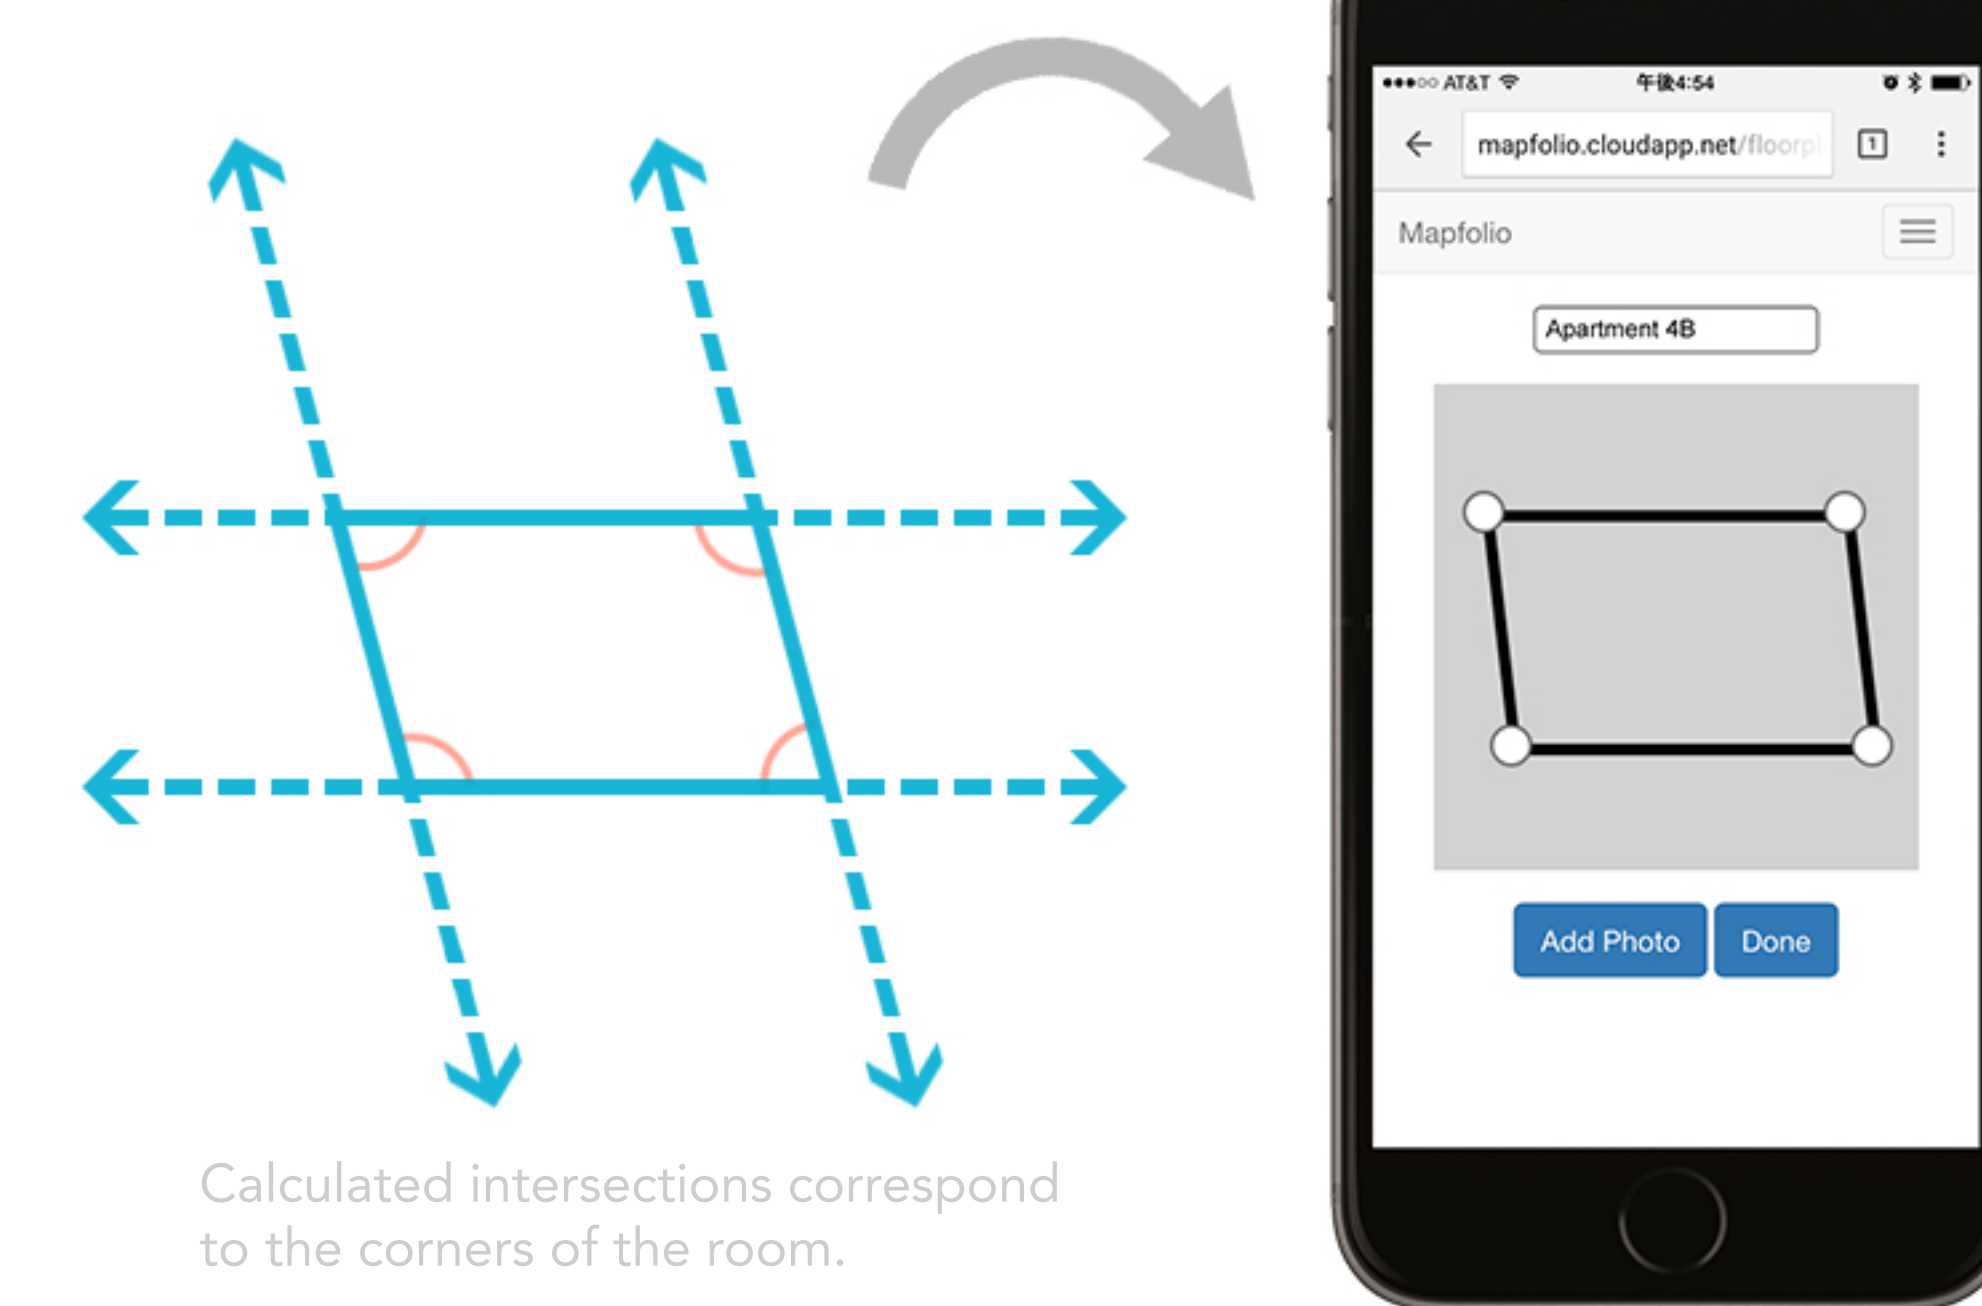 AT&T 午後4:54
mapfolio.cloudapp.net/floorpl
1
Mapfolio
Apartment 4B
Add Photo Done
Calculated intersections correspond
to the corners of the room.